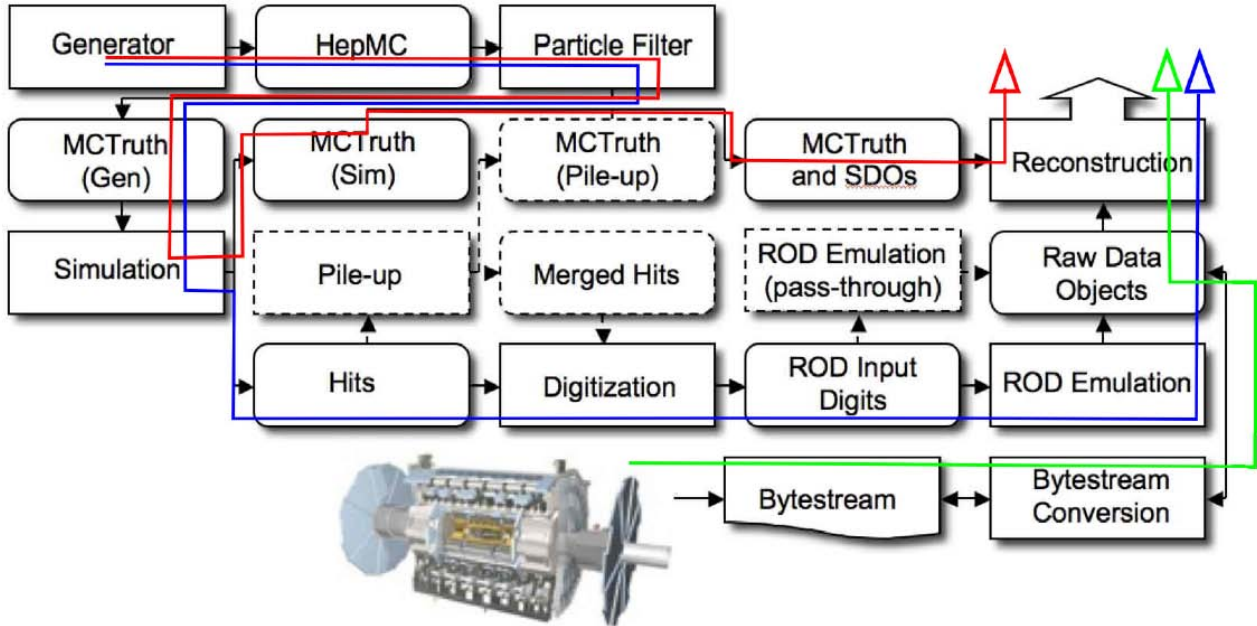 Generator
HepMC
Particle Filter
MCTruth
(Gen)
MCTruth
(Sim)
MCTruth
(Pile-up)
MCTruth
and SDOs
Reconstruction
Simulation
Pile-up
Merged Hits
ROD Emulation
(pass-through)
Raw Data
Objects
Hits
Digitization
ROD Input
Digits
ROD Emulation
Bytestream
Bytestream
Conversion